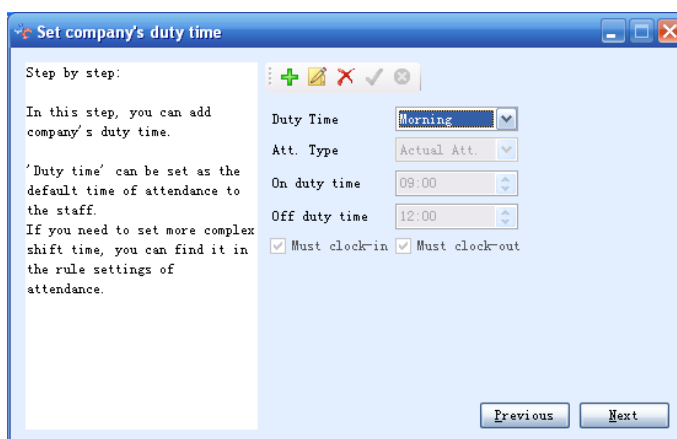 Set company's duty time
Step by step:
In this step, you can add
company's duty time.
'Duty time' can be set as the
default time of attendance to
the staff.
If you need to set more complex
shift time, you can find it in
the rule settings of
attendance.
Duty Time Morning
Att. Type Actual Att.
On duty time 09:00
Off duty time 12:00
Must clock-in Must clock-out
Previous Next